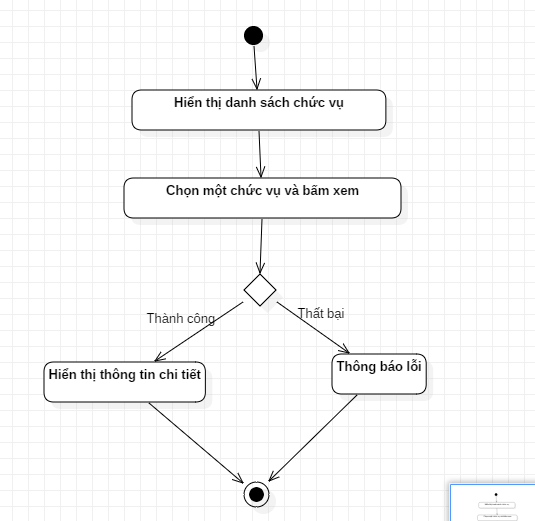 Hiển thị danh sách chức vụ
Chọn một chức vụ và bấm xem
Thành công
Thất bại
Hiển thị thông tin chi tiết
Thông báo lỗi